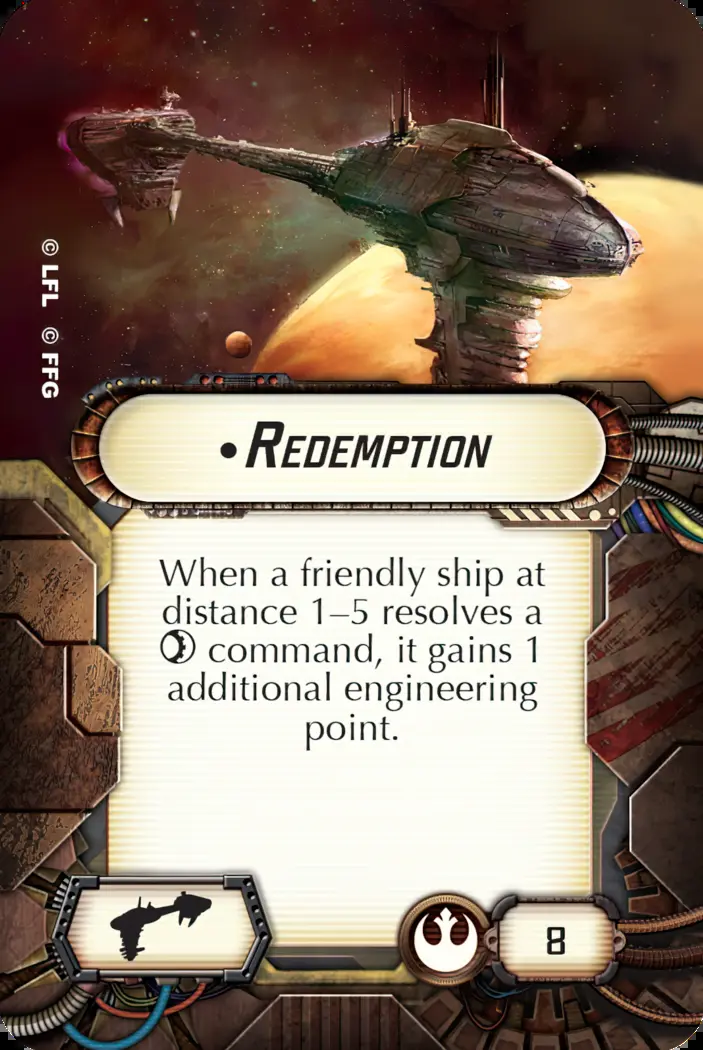 © LFL © FFG
• REDEMPTION
When a friendly ship at
distance 1–5 resolves a
command, it gains 1
additional engineering
point.
8